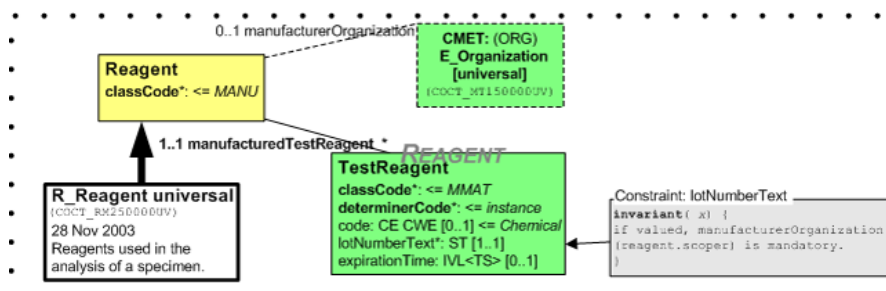 0..1 manufacturerOrganization
CMET: (ORG)
E_Organization
[universal]
(COCT_MT150000UV)
Reagent
classCode*: <= MANU
1..1 manufacturedTestReagent *
REAGENT
R_Reagent universal
(COCT_RM250000UV)
28 Nov 2003
Reagents used in the
analysis of a specimen.
TestReagent
classCode*: <= MMAT
determinerCode*: <= instance
code: CE CWE [0..1] <= Chemical
lotNumberText*: ST [1..1]
expirationTime: IVL<TS> [0..1]
Constraint: lotNumberText
invariant( x) {
if valued, manufacturerOrganization
(reagent.scoper) is mandatory.
}